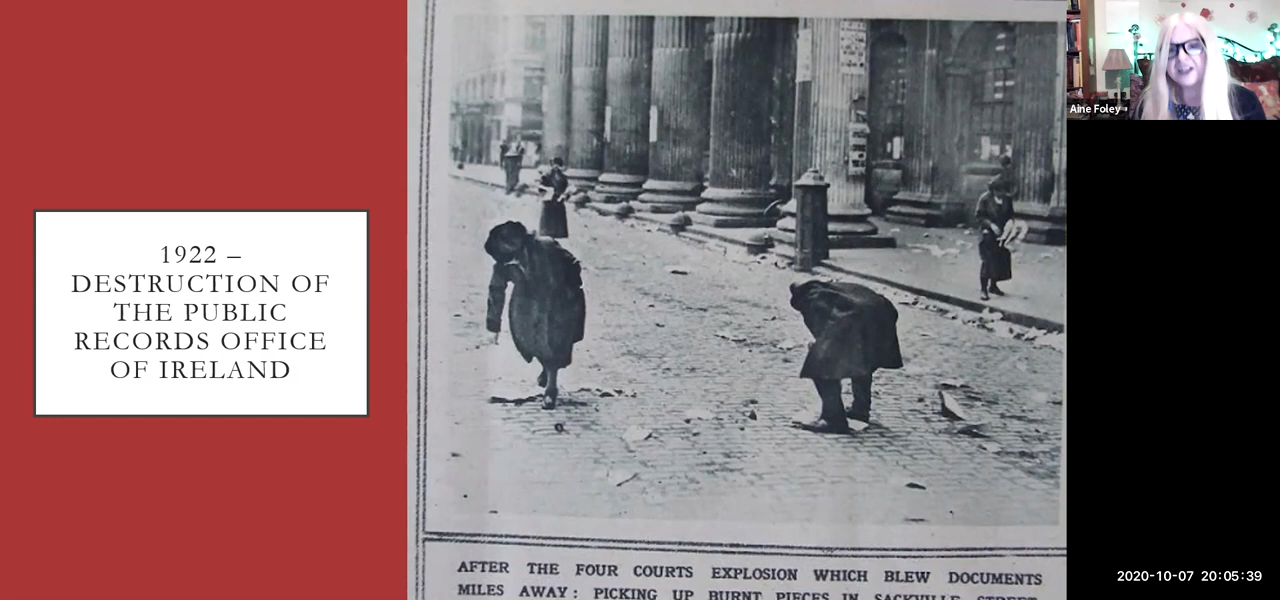 1922 –
DESTRUCTION OF
THE PUBLIC
RECORDS OFFICE
OF IRELAND
AFTER THE FOUR COURTS EXPLOSION WHICH BLEW DOCUMENTS
MILES AWAY: PICKING UP BURNT PIECES IN SACKVILLE STREET.
Aine Foley
2020-10-07 20:05:39